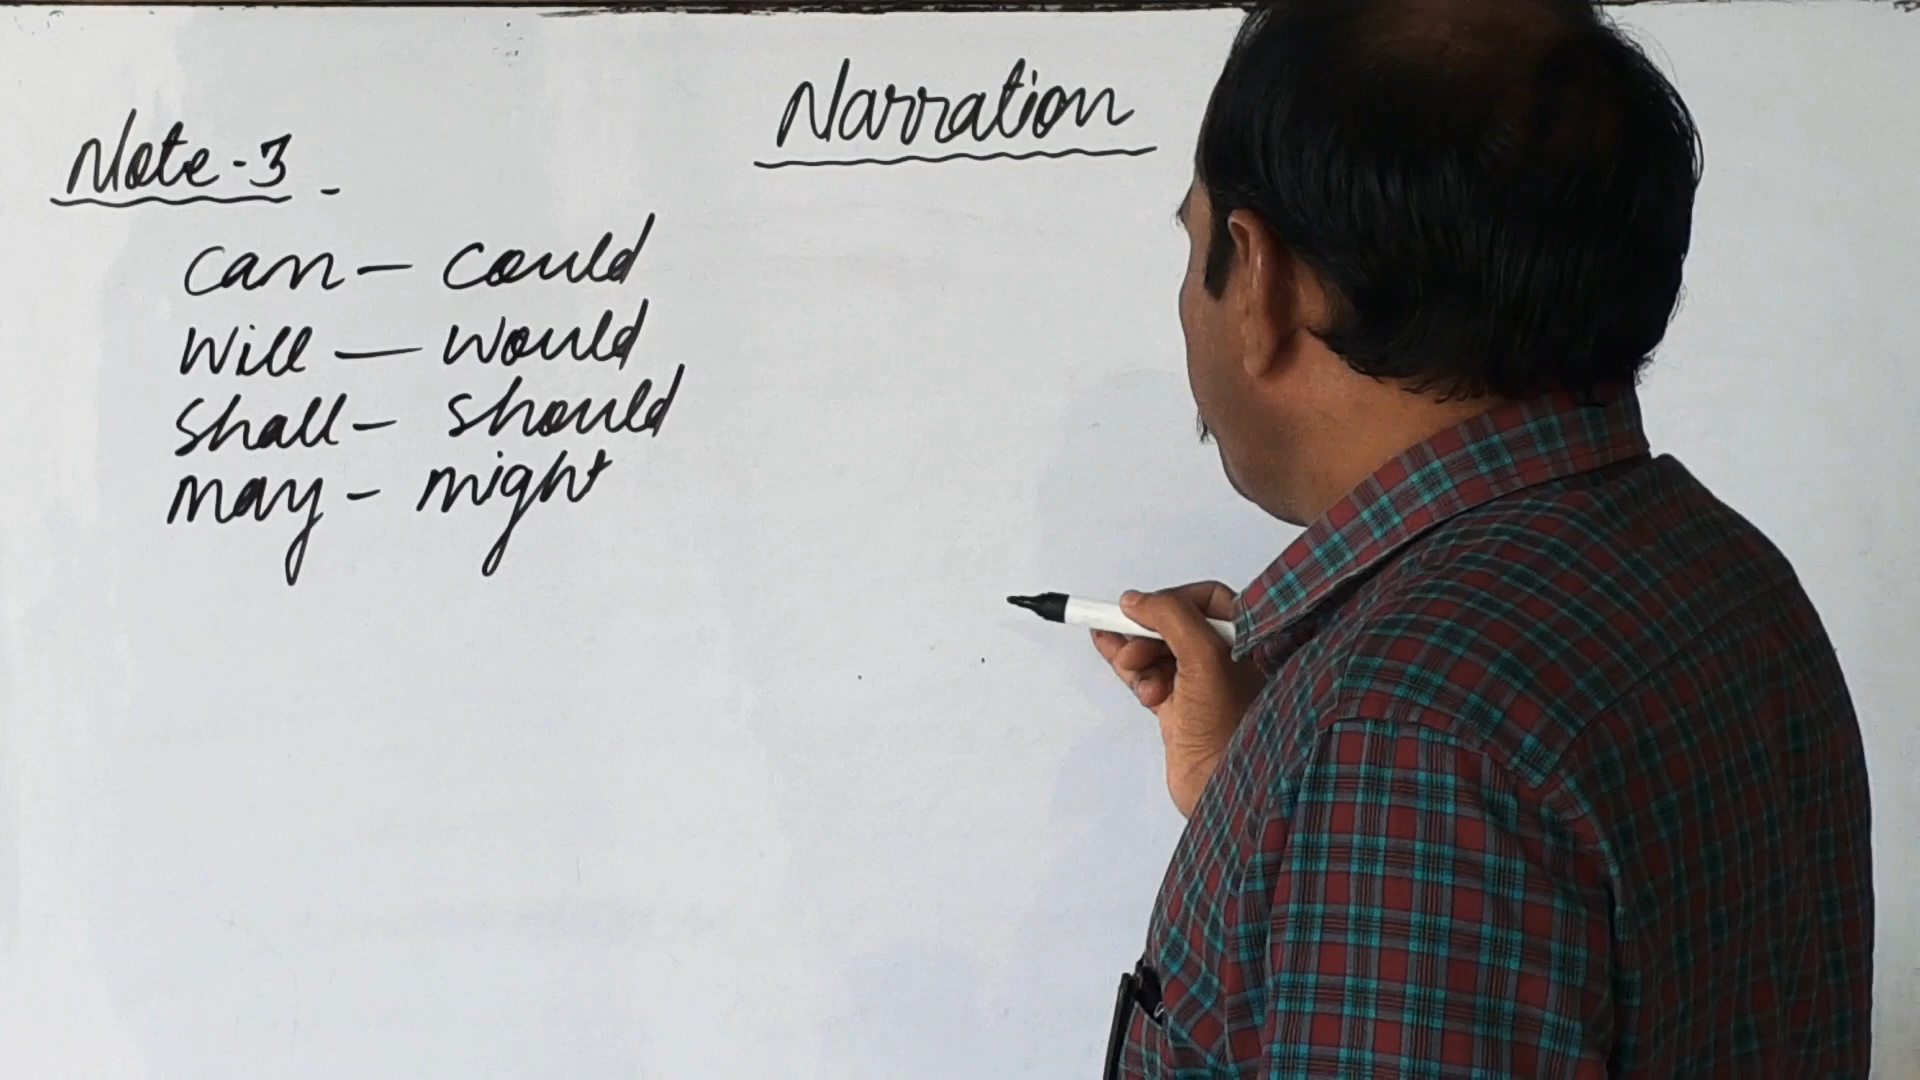 Narration
Note-3 -
Can - Could
Will - Would
Shall - Should
May - might